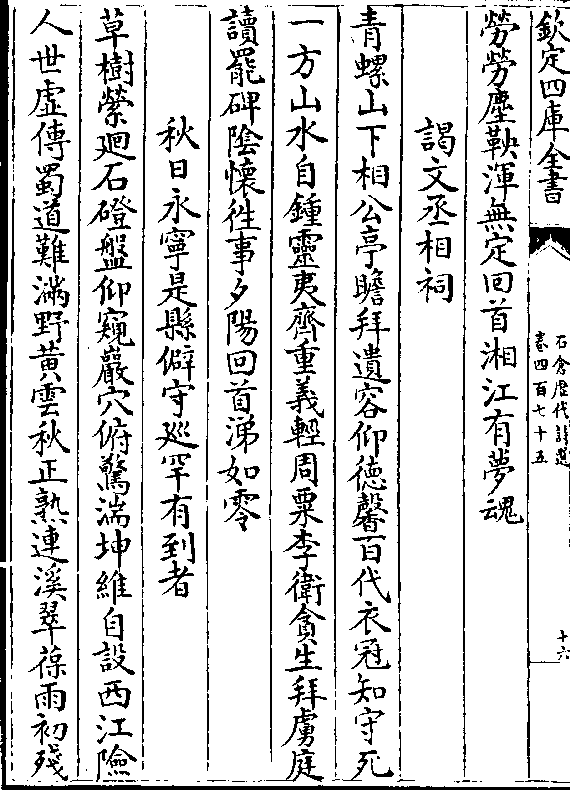 欽定四庫全書
石倉歷代詩選
卷四百七十五
十六
勞勞塵鞅渾無定回首湘江有夢魂
謁文丞相祠
青螺山下相公亭瞻拜遺容仰德馨百代衣冠知守死
一方山水自鍾靈夷齊重義輕周粟李衛貪生拜虜庭
讀罷碑陰懷往事夕陽回首涕如零
秋日永寧是縣僻守廵罕有到者
草樹縈廻石磴盤仰窺巖穴俯驚湍坤維自設西江險
人世虛傳蜀道難滿野黃雲秋正熟連溪翠葆雨初殘